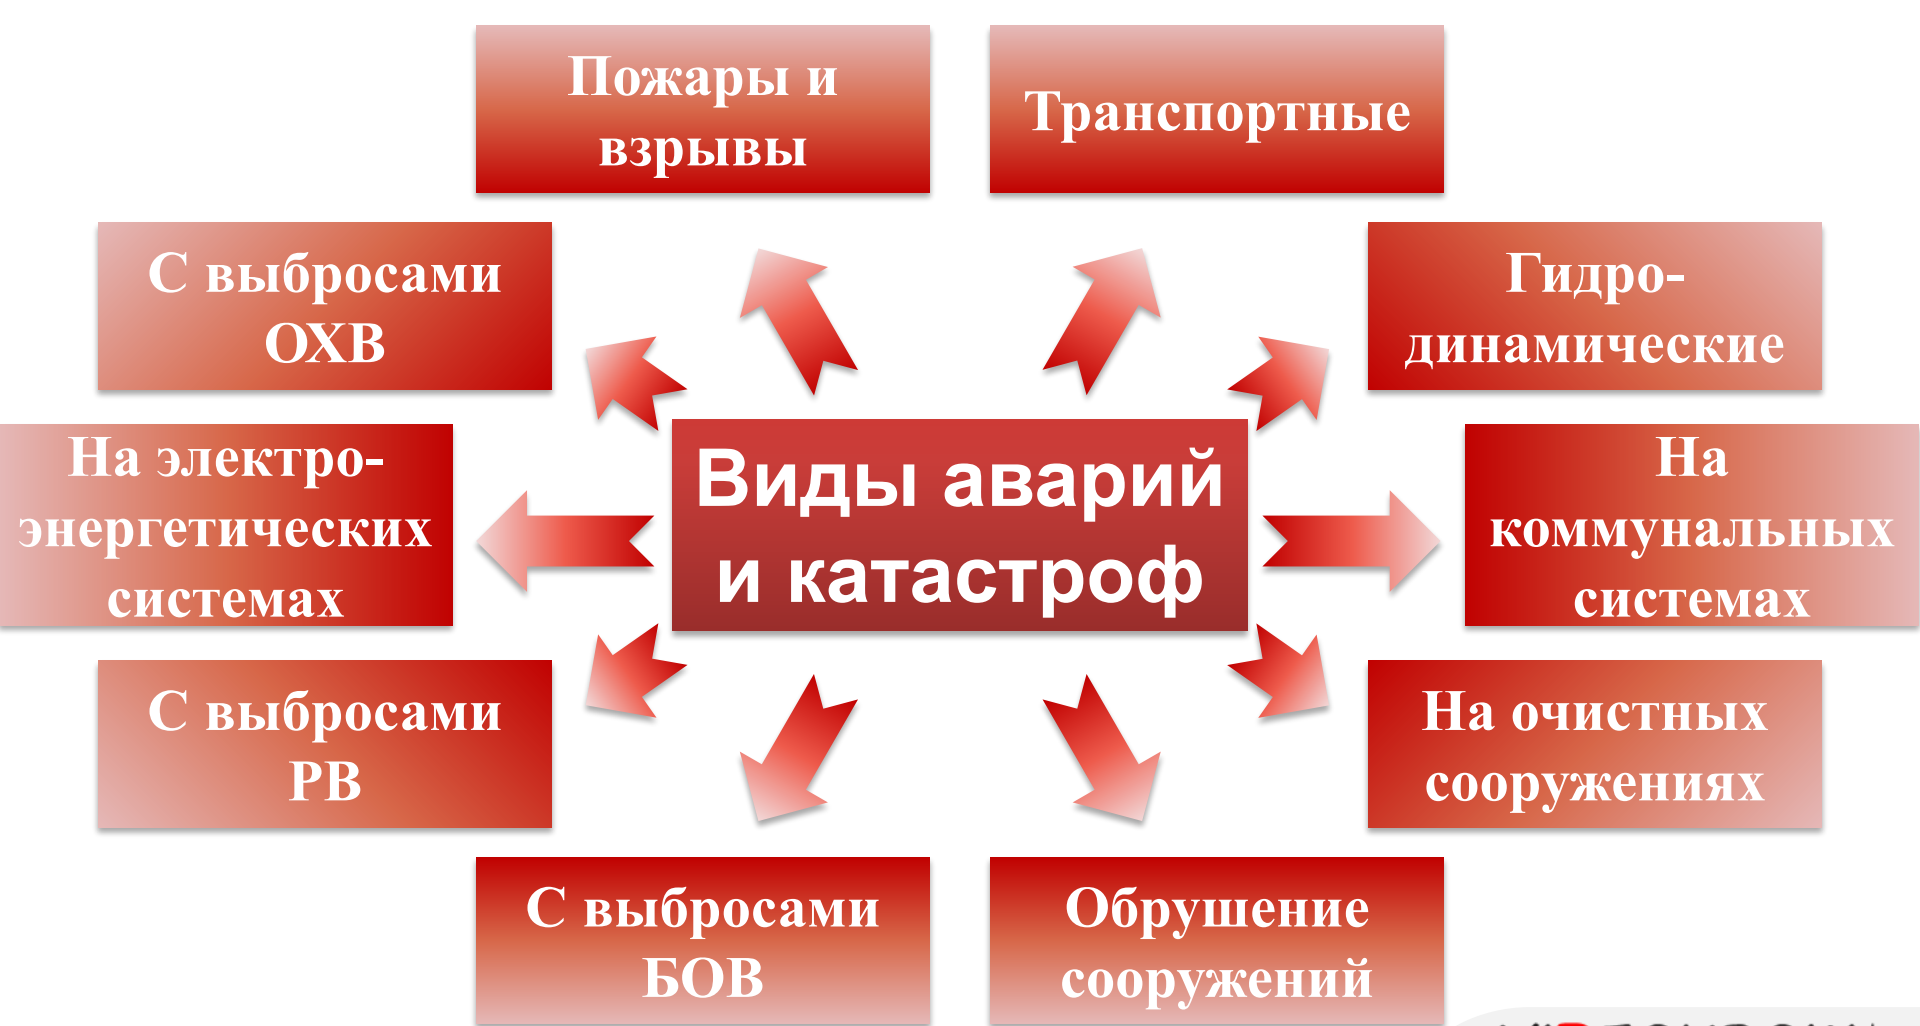 Пожары и
взрывы
Транспортные
С выбросами
ОХВ
Гидро-
динамические
На электро-
энергетических
системах
Виды аварий
и катастроф
На
коммунальных
системах
С выбросами
РВ
На очистных
сооружениях
С выбросами
БОВ
Обрушение
сооружений